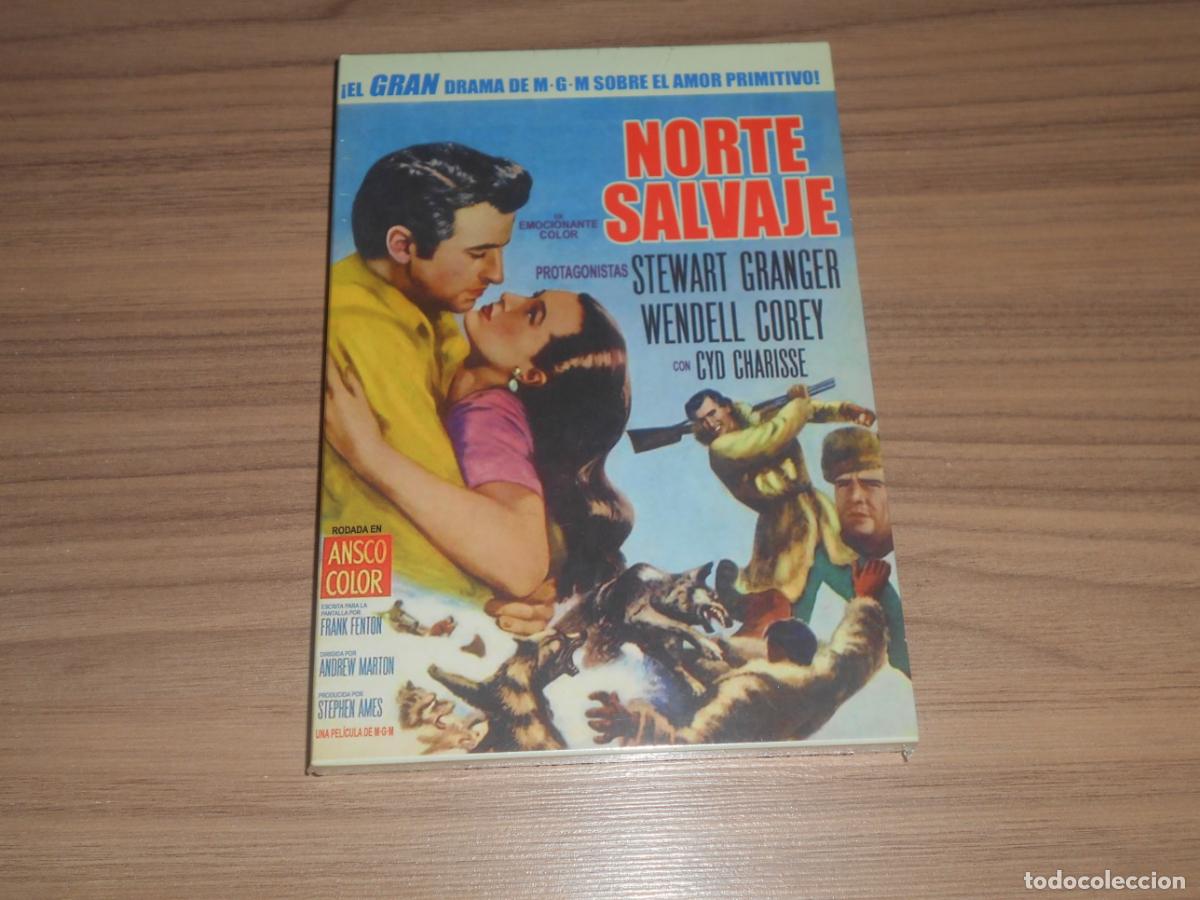 ¡EL GRAN DRAMA DE M·G·M SOBRE EL AMOR PRIMITIVO!
NORTE
SALVAJE
EN
EMOCIONANTE
COLOR
PROTAGONISTAS STEWART GRANGER
WENDELL COREY
CON CYD CHARISSE
RODADA EN
ANSCO
COLOR
ESCRITA PARA LA
PANTALLA POR
FRANK FENTON
DIRIGIDA POR
ANDREW MARTON
PRODUCIDA POR
STEPHEN AMES
UNA PELÍCULA DE M·G·M
todocoleccion